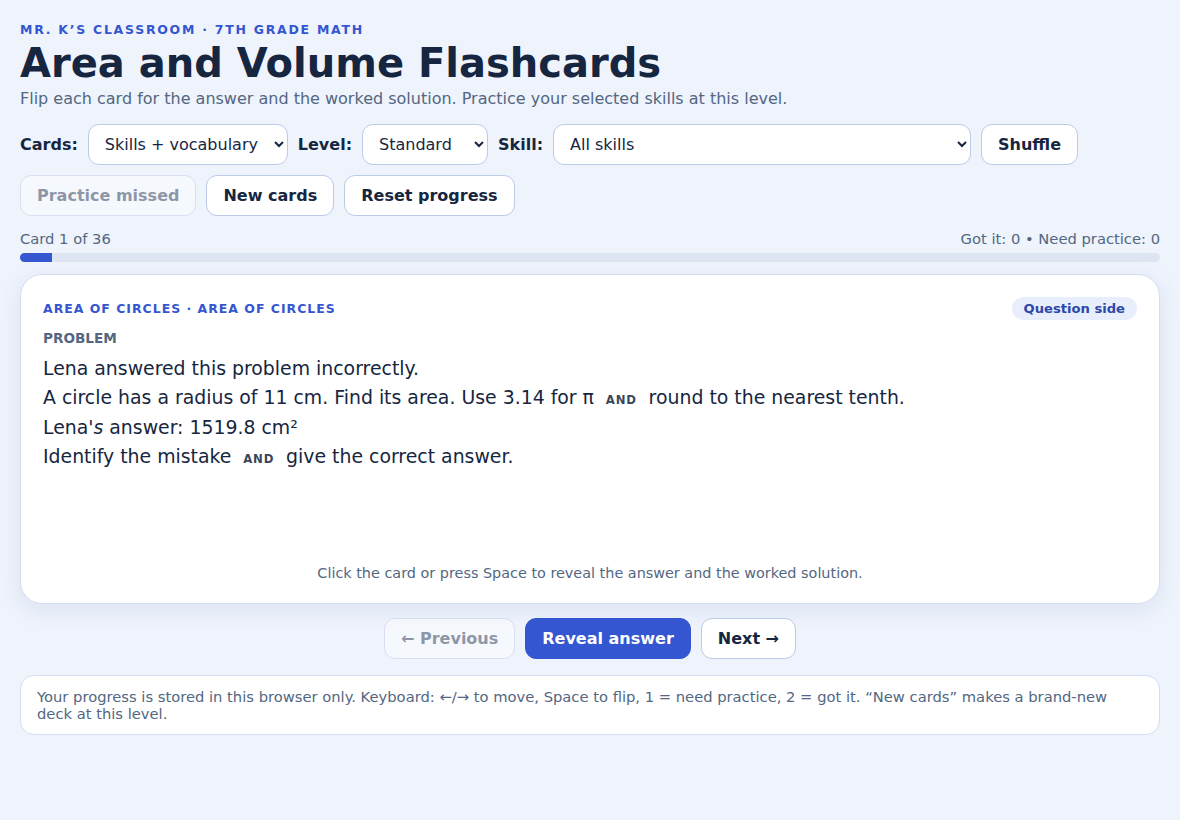 MR. K’S CLASSROOM · 7TH GRADE MATH
Area and Volume Flashcards
Flip each card for the answer and the worked solution. Practice your selected skills at this level.
Cards: Skills + vocabulary Level: Standard Skill: All skills Shuffle
Practice missed New cards Reset progress
Card 1 of 36 Got it: 0 • Need practice: 0
AREA OF CIRCLES · AREA OF CIRCLES Question side
PROBLEM
Lena answered this problem incorrectly.
A circle has a radius of 11 cm. Find its area. Use 3.14 for π AND round to the nearest tenth.
Lena's answer: 1519.8 cm²
Identify the mistake AND give the correct answer.
Click the card or press Space to reveal the answer and the worked solution.
← Previous Reveal answer Next →
Your progress is stored in this browser only. Keyboard: ←/→ to move, Space to flip, 1 = need practice, 2 = got it. “New cards” makes a brand-new
deck at this level.